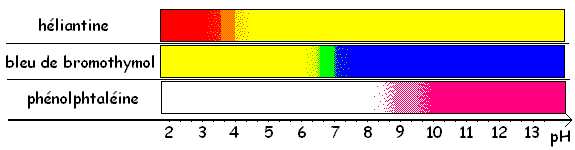 héliantine
bleu de bromothymol
phénolphtaléine
2 3 4 5 6 7 8 9 10 11 12 13 pH